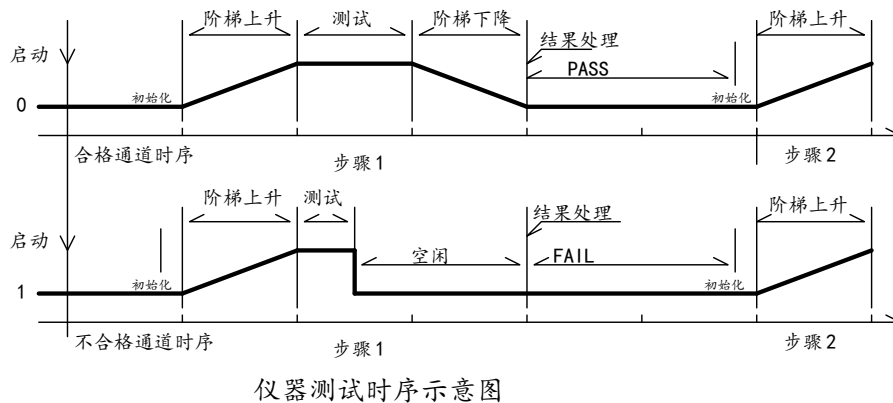 阶梯上升 测试 阶梯下降 阶梯上升
启动 结果处理
PASS
0 初始化 初始化
合格通道时序 步骤1 步骤2
阶梯上升 测试 结果处理 阶梯上升
启动 空闲 FAIL
1 初始化 初始化
不合格通道时序 步骤1 步骤2
仪器测试时序示意图